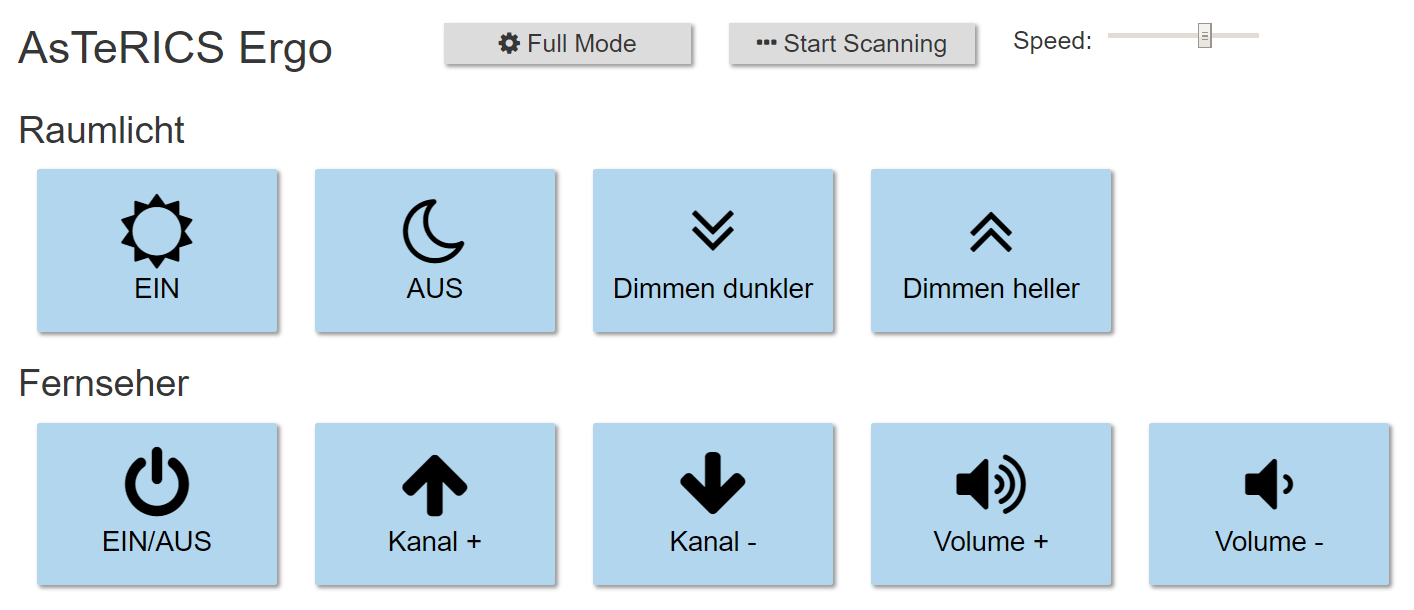 AsTeRICS Ergo
Full Mode
Start Scanning
Speed:
Raumlicht
EIN
AUS
Dimmen dunkler
Dimmen heller
Fernseher
EIN/AUS
Kanal +
Kanal -
Volume +
Volume -